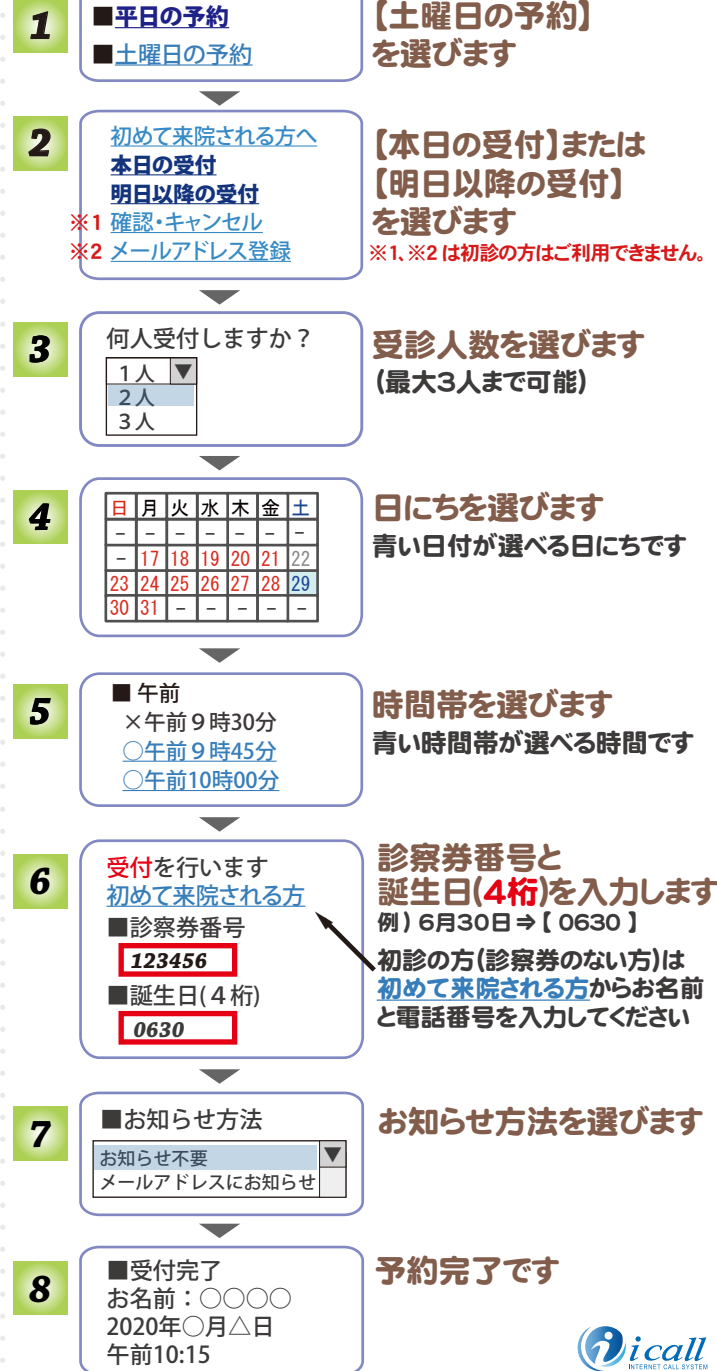 1
■平日の予約
■土曜日の予約
【土曜日の予約】
を選びます
2
初めて来院される方へ
本日の受付
明日以降の受付
※1 確認・キャンセル
※2 メールアドレス登録
【本日の受付】または
【明日以降の受付】
を選びます
※1、※2 は初診の方はご利用できません。
3
何人受付しますか？
1人 ▼
2人
3人
受診人数を選びます
(最大3人まで可能)
4
日 月 火 水 木 金 土
– – – – – – –
– 17 18 19 20 21 22
23 24 25 26 27 28 29
30 31 – – – – –
日にちを選びます
青い日付が選べる日にちです
5
■ 午前
×午前９時30分
○午前９時45分
○午前10時00分
時間帯を選びます
青い時間帯が選べる時間です
6
受付を行います
初めて来院される方
■診察券番号
123456
■誕生日(４桁)
0630
診察券番号と
誕生日(4桁)を入力します
例) 6月30日⇒【 0630 】
初診の方(診察券のない方)は
初めて来院される方からお名前
と電話番号を入力してください
7
■お知らせ方法
お知らせ不要 ▼
メールアドレスにお知らせ
お知らせ方法を選びます
8
■受付完了
お名前：○○○○
2020年○月△日
午前10:15
予約完了です
i call
INTERNET CALL SYSTEM